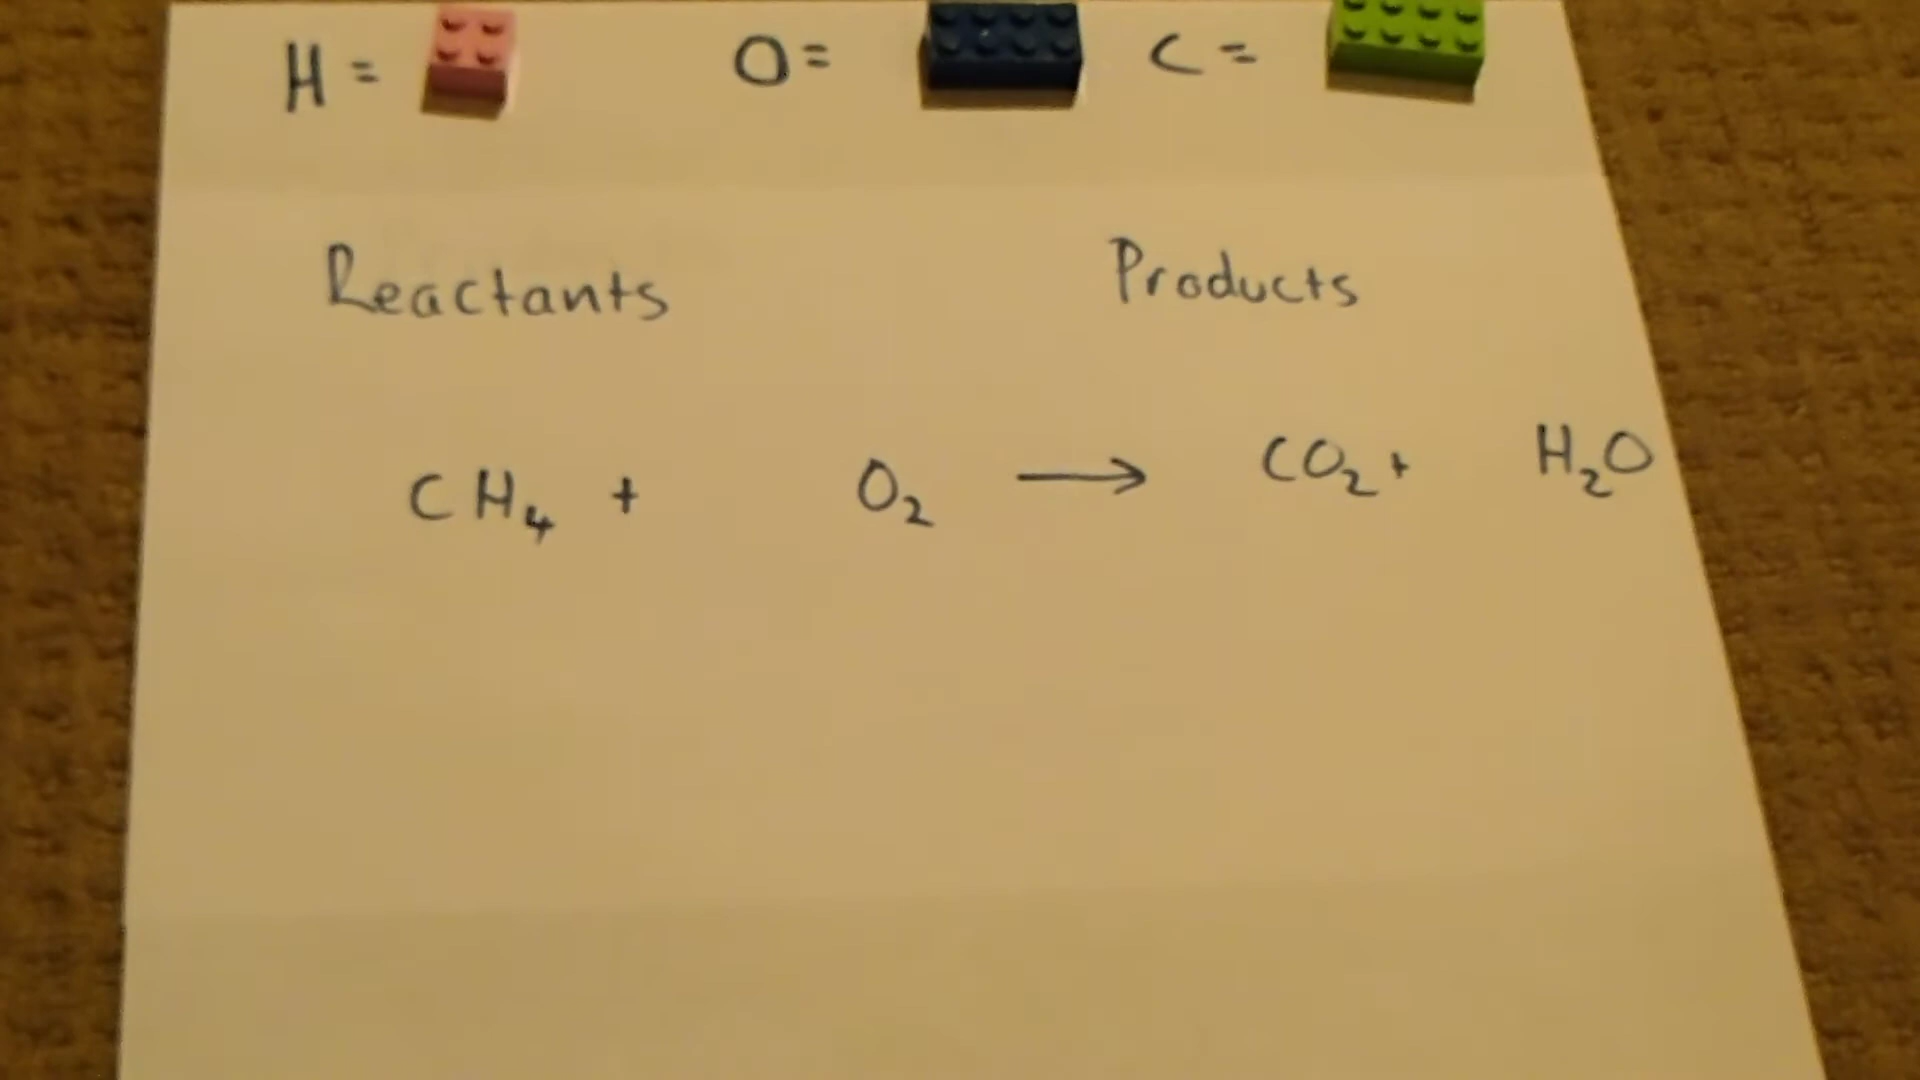 H = O = C =
Reactants Products
CH₄ + O₂ → CO₂ + H₂O